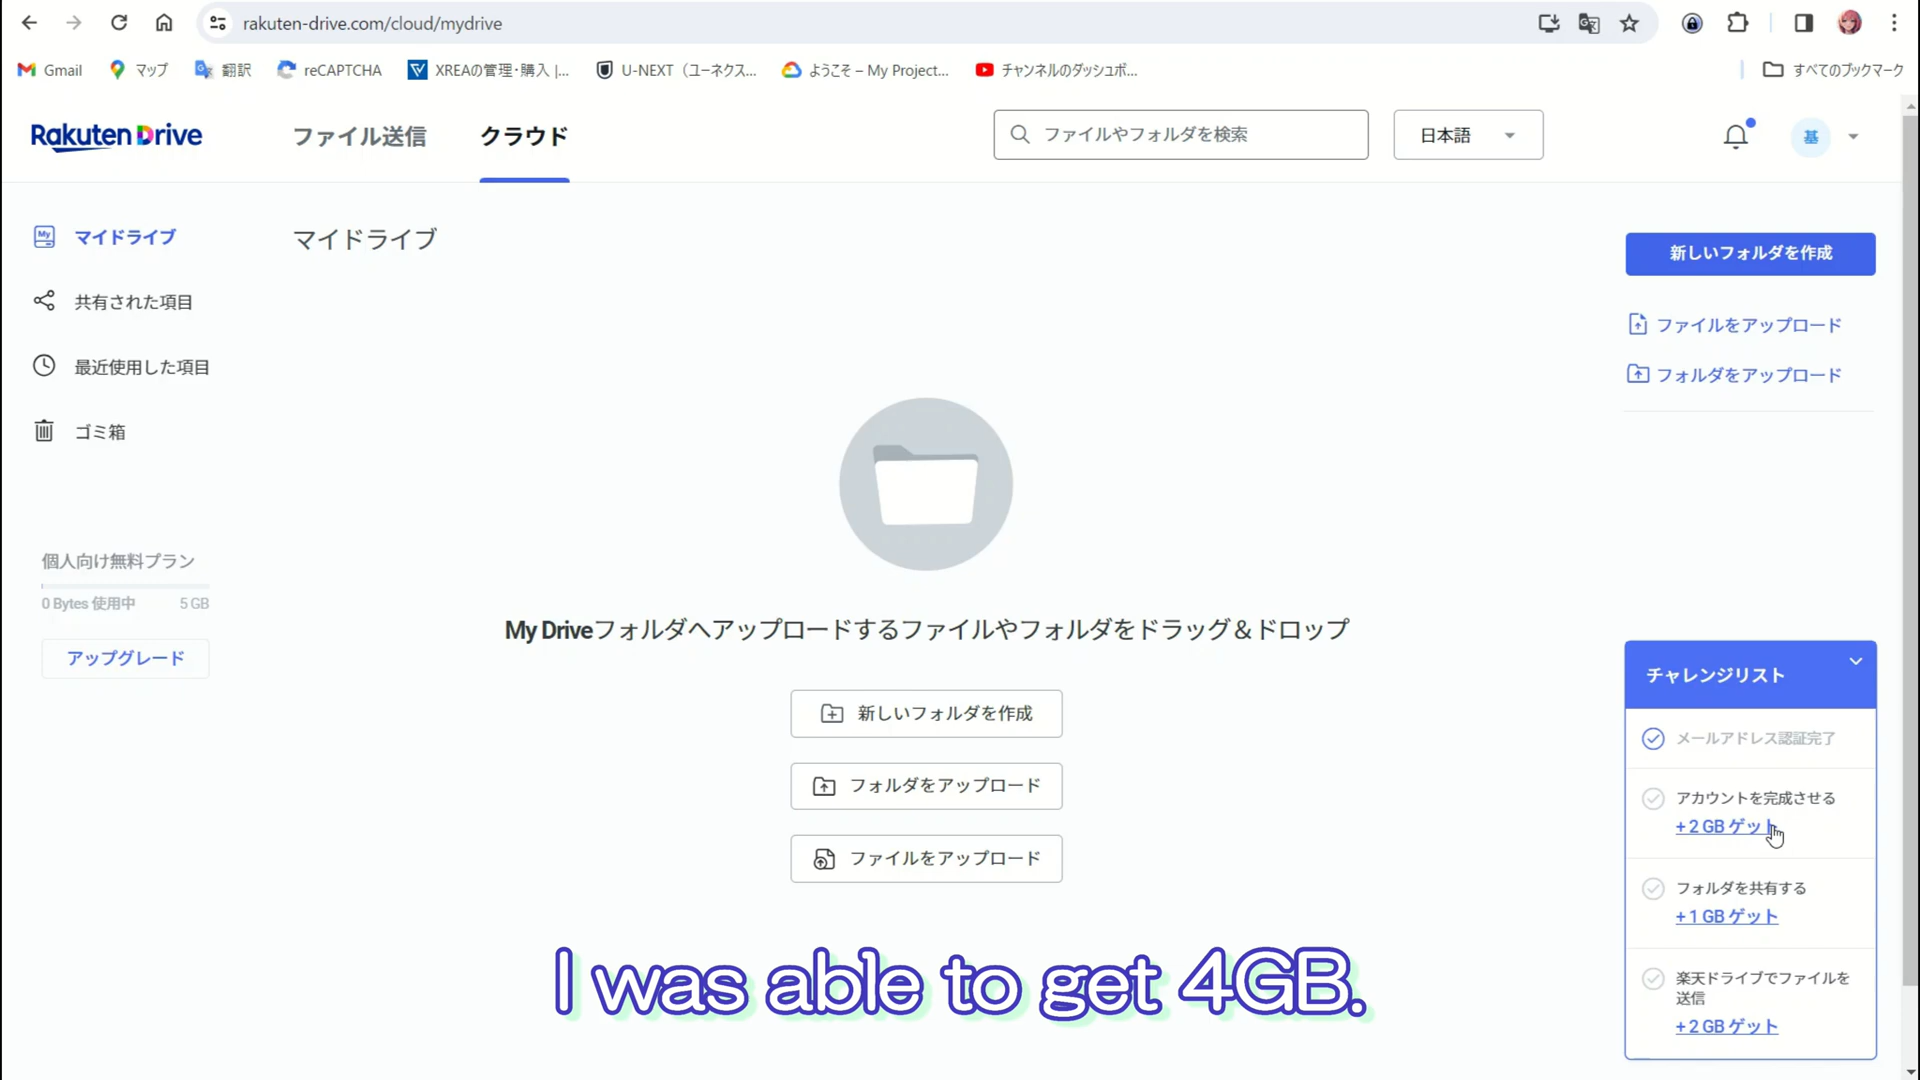 rakuten-drive.com/cloud/mydrive
Gmail
マップ
翻訳
reCAPTCHA
XREAの管理・購入 |...
U-NEXT（ユーネクス...
ようこそ – My Project...
チャンネルのダッシュボ...
すべてのブックマーク
Rakuten Drive
ファイル送信
クラウド
ファイルやフォルダを検索
日本語
基
My
マイドライブ
共有された項目
最近使用した項目
ゴミ箱
個人向け無料プラン
0 Bytes 使用中
5 GB
アップグレード
マイドライブ
新しいフォルダを作成
ファイルをアップロード
フォルダをアップロード
My Driveフォルダへアップロードするファイルやフォルダをドラッグ＆ドロップ
新しいフォルダを作成
フォルダをアップロード
ファイルをアップロード
チャレンジリスト
メールアドレス認証完了
アカウントを完成させる
+ 2 GB ゲット
フォルダを共有する
+ 1 GB ゲット
楽天ドライブでファイルを
送信
+ 2 GB ゲット
I was able to get 4GB.